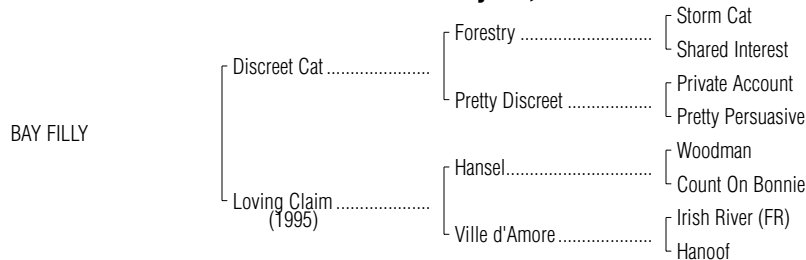 Storm Cat
Forestry ............................
Shared Interest
Discreet Cat ......................
Private Account
Pretty Discreet .................
Pretty Persuasive
BAY FILLY
Woodman
Hansel...............................
Count On Bonnie
Loving Claim ....................
(1995)
Irish River (FR)
Ville d'Amore ....................
Hanoof